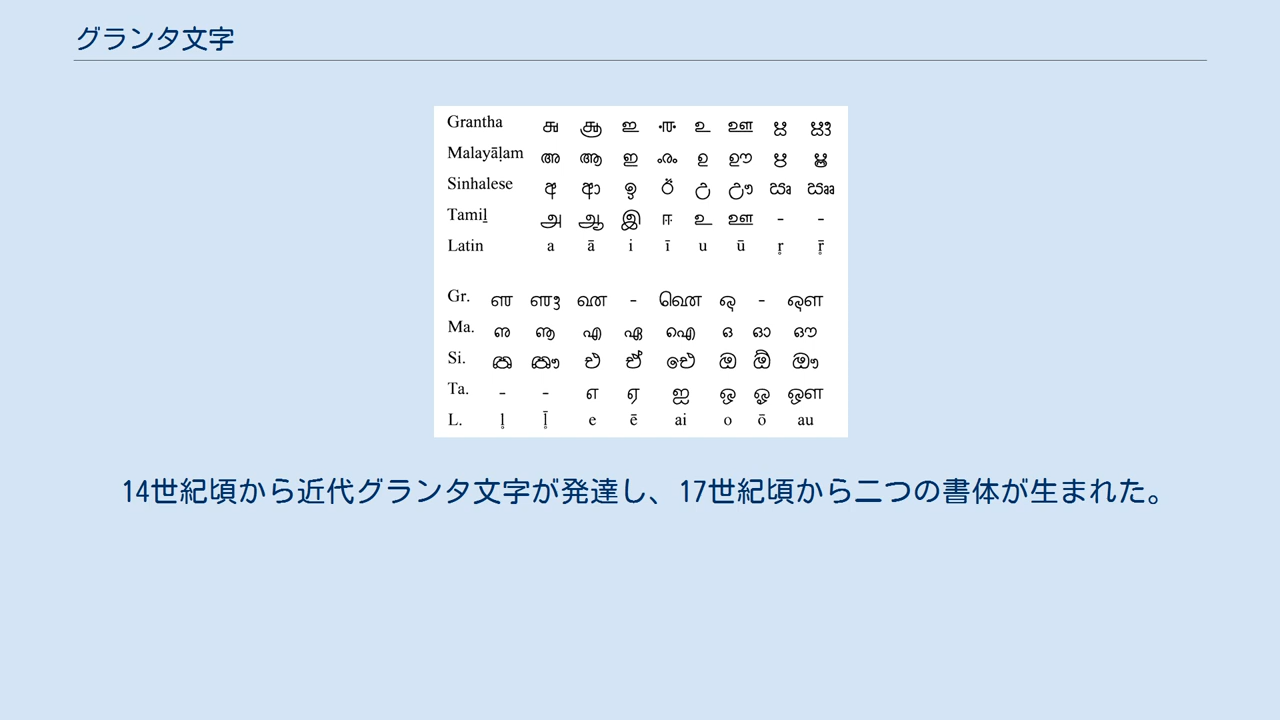 グランタ文字
Grantha 𑌅 𑌆 𑌇 𑌈 𑌉 𑌊 𑌋 𑍠
Malayāḷam അ ആ ഇ ൟ ഉ ഊ ഋ ൠ
Sinhalese අ ආ ඉ ඊ උ ඌ ඍ ඎ
Tamiḻ அ ஆ இ ஈ உ ஊ - -
Latin a ā i ī u ū r̥ r̥̄
Gr. 𑌌 𑍡 𑌏 - 𑌐 𑌓 - 𑌔
Ma. ഌ ൡ എ ഏ ഐ ഒ ഓ ഔ
Si. ඏ ඐ එ ඒ ඓ ඔ ඕ ඖ
Ta. - - எ ஏ ஐ ஒ ஓ ஔ
L. l̥ l̥̄ e ē ai o ō au
14世紀頃から近代グランタ文字が発達し、17世紀頃から二つの書体が生まれた。